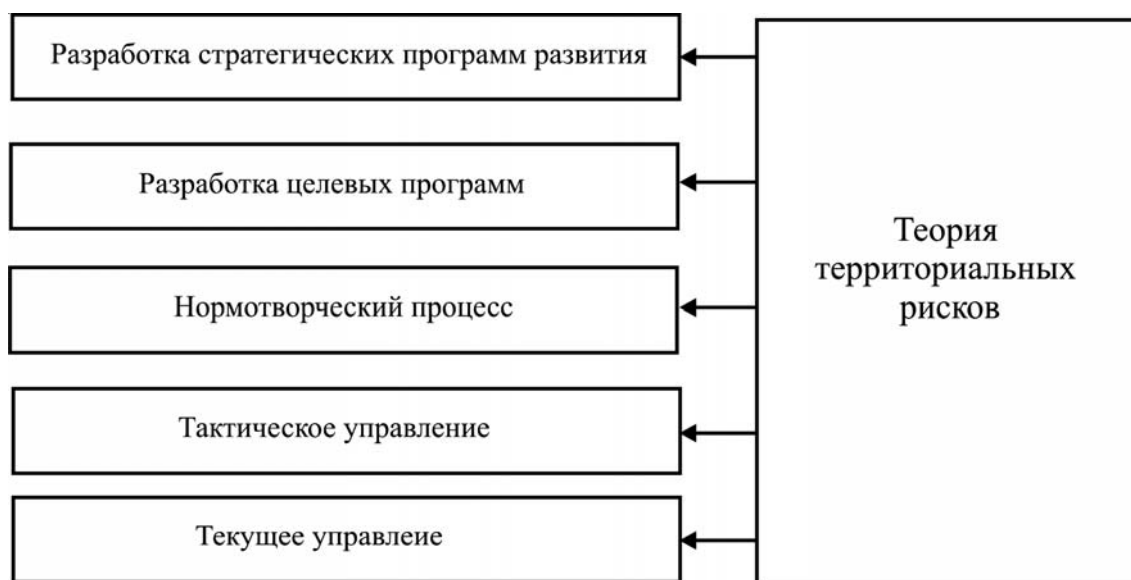 Разработка стратегических программ развития
Разработка целевых программ
Нормотворческий процесс
Тактическое управление
Текущее управлеие
Теория
территориальных
рисков